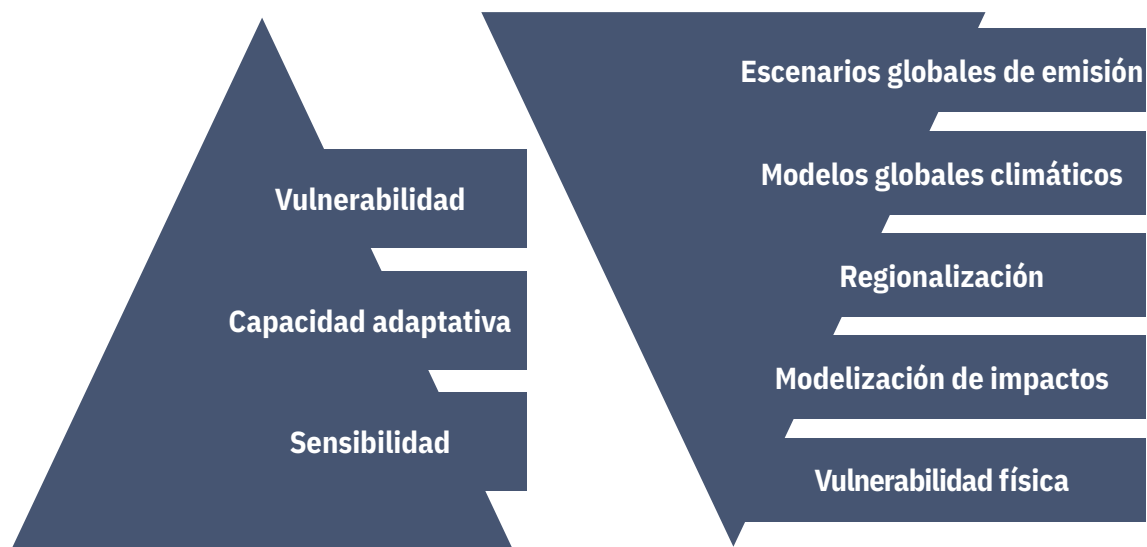 Vulnerabilidad
Capacidad adaptativa
Sensibilidad
Escenarios globales de emisión
Modelos globales climáticos
Regionalización
Modelización de impactos
Vulnerabilidad física